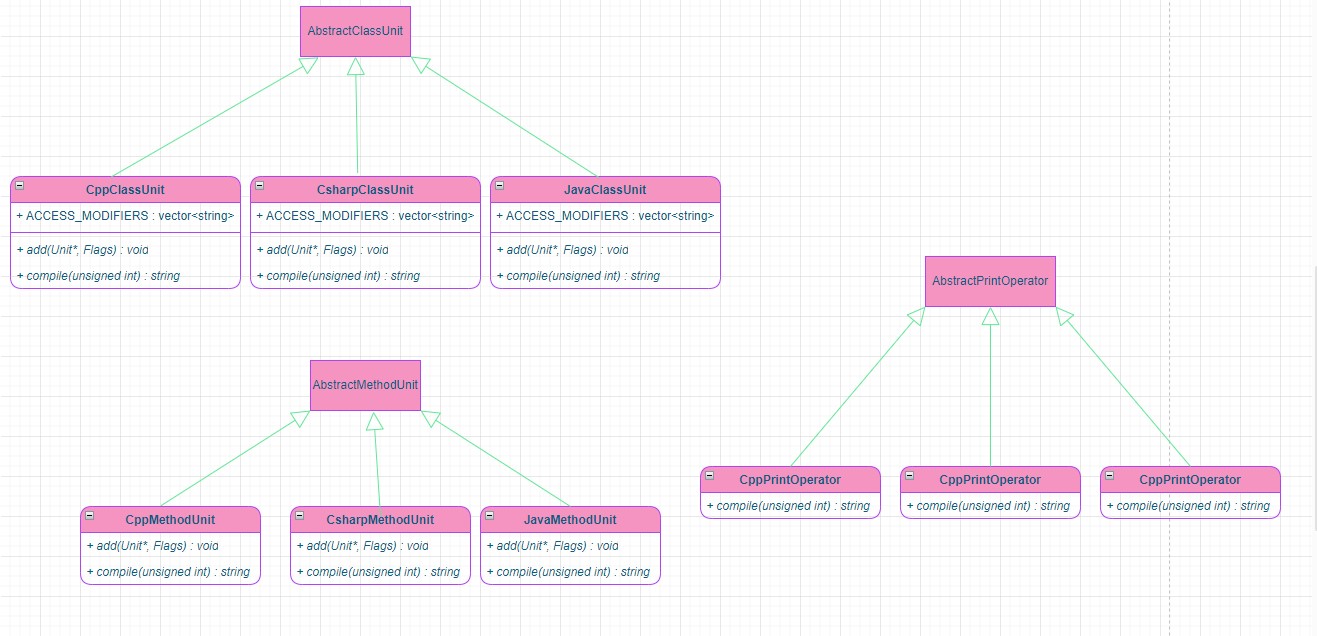 AbstractClassUnit
CppClassUnit
+ ACCESS_MODIFIERS : vector<string>
+ add(Unit*, Flags) : void
+ compile(unsigned int) : string
CsharpClassUnit
+ ACCESS_MODIFIERS : vector<string>
+ add(Unit*, Flags) : void
+ compile(unsigned int) : string
JavaClassUnit
+ ACCESS_MODIFIERS : vector<string>
+ add(Unit*, Flags) : void
+ compile(unsigned int) : string
AbstractMethodUnit
CppMethodUnit
+ add(Unit*, Flags) : void
+ compile(unsigned int) : string
CsharpMethodUnit
+ add(Unit*, Flags) : void
+ compile(unsigned int) : string
JavaMethodUnit
+ add(Unit*, Flags) : void
+ compile(unsigned int) : string
AbstractPrintOperator
CppPrintOperator
+ compile(unsigned int) : string
CppPrintOperator
+ compile(unsigned int) : string
CppPrintOperator
+ compile(unsigned int) : string